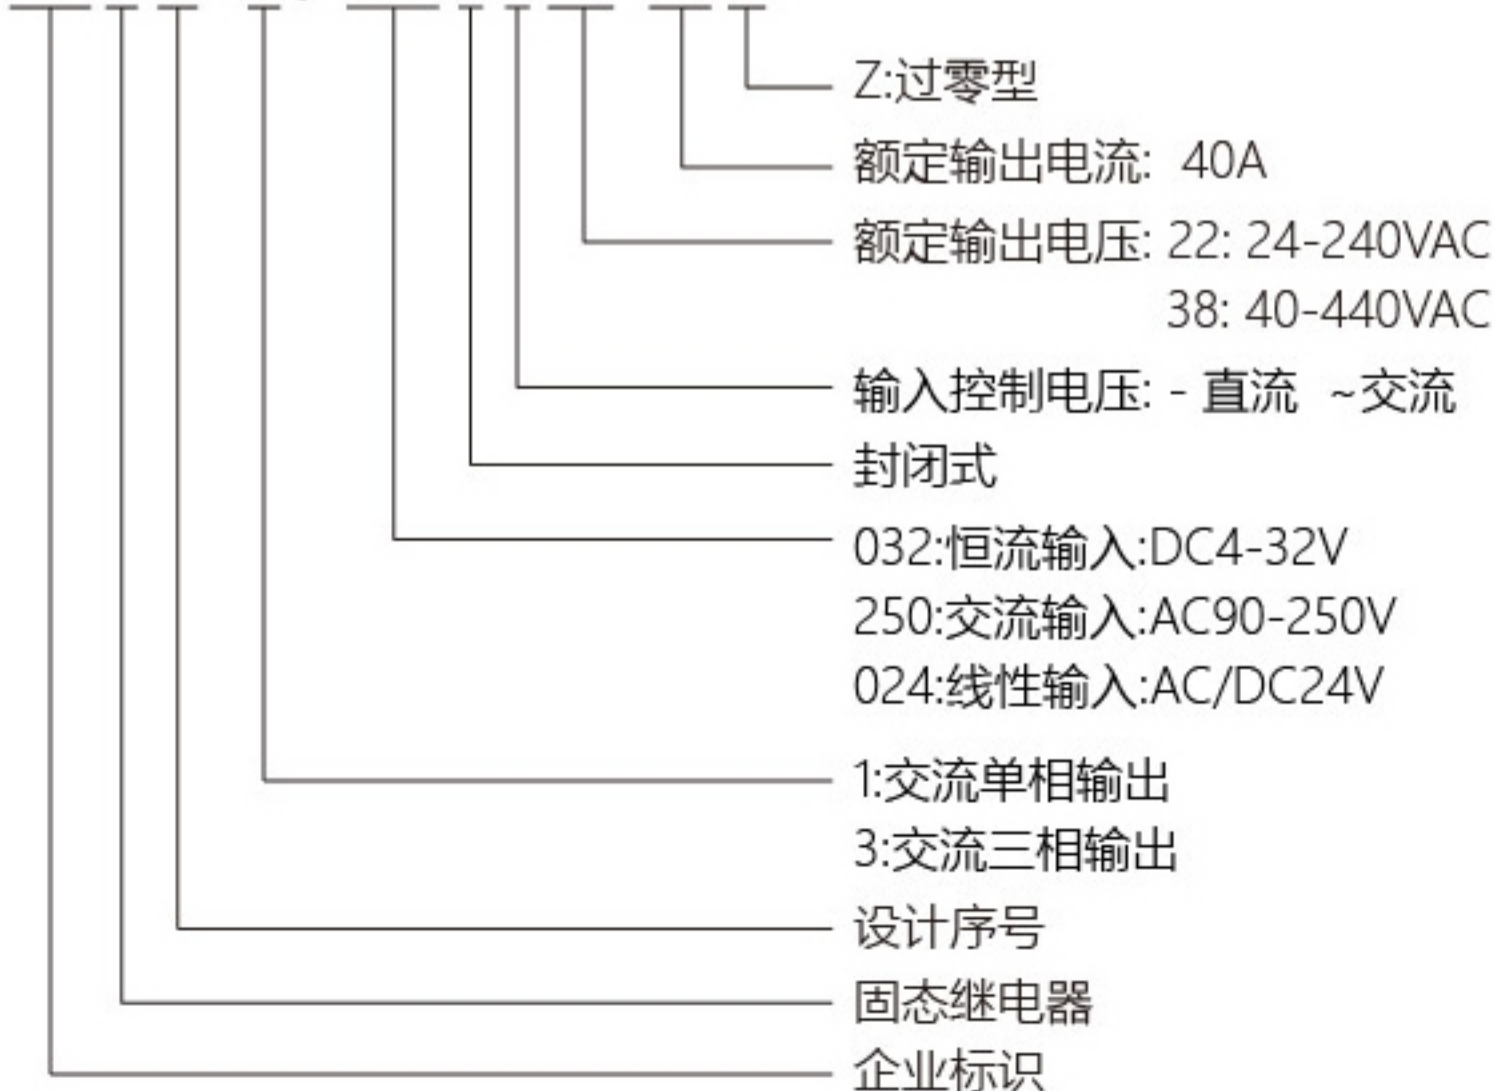 Z:过零型
额定输出电流: 40A
额定输出电压: 22: 24-240VAC
38: 40-440VAC
输入控制电压: - 直流 ~交流
封闭式
032:恒流输入:DC4-32V
250:交流输入:AC90-250V
024:线性输入:AC/DC24V
1:交流单相输出
3:交流三相输出
设计序号
固态继电器
企业标识